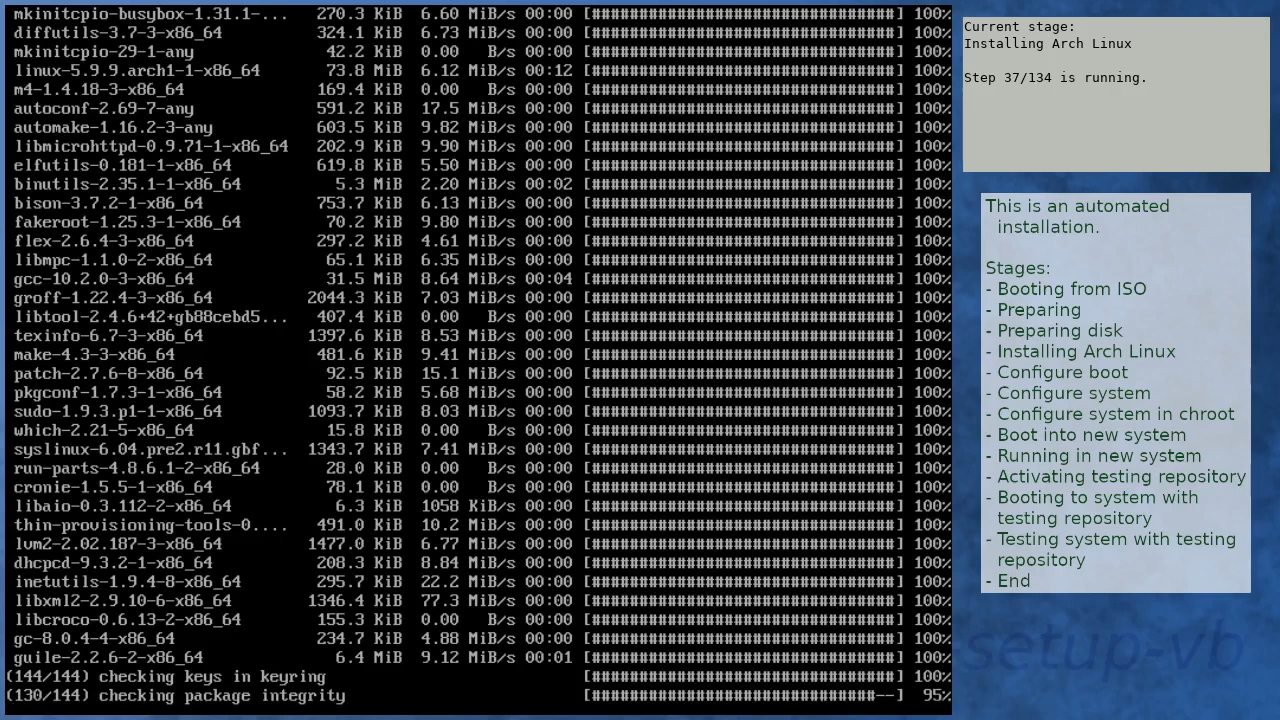 mkinitcpio-busybox-1.31.1-... 270.3 KiB 6.60 MiB/s 00:00 [################################] 100%
diffutils-3.7-3-x86_64 324.1 KiB 6.73 MiB/s 00:00 [################################] 100%
mkinitcpio-29-1-any 42.2 KiB 0.00 B/s 00:00 [################################] 100%
linux-5.9.9.arch1-1-x86_64 73.8 MiB 6.12 MiB/s 00:12 [################################] 100%
m4-1.4.18-3-x86_64 169.4 KiB 0.00 B/s 00:00 [################################] 100%
autoconf-2.69-7-any 591.2 KiB 17.5 MiB/s 00:00 [################################] 100%
automake-1.16.2-3-any 603.5 KiB 9.82 MiB/s 00:00 [################################] 100%
libmicrohttpd-0.9.71-1-x86_64 202.9 KiB 9.90 MiB/s 00:00 [################################] 100%
elfutils-0.181-1-x86_64 619.8 KiB 5.50 MiB/s 00:00 [################################] 100%
binutils-2.35.1-1-x86_64 5.3 MiB 2.20 MiB/s 00:02 [################################] 100%
bison-3.7.2-1-x86_64 753.7 KiB 6.13 MiB/s 00:00 [################################] 100%
fakeroot-1.25.3-1-x86_64 70.2 KiB 9.80 MiB/s 00:00 [################################] 100%
flex-2.6.4-3-x86_64 297.2 KiB 4.61 MiB/s 00:00 [################################] 100%
libmpc-1.1.0-2-x86_64 65.1 KiB 6.35 MiB/s 00:00 [################################] 100%
gcc-10.2.0-3-x86_64 31.5 MiB 8.64 MiB/s 00:04 [################################] 100%
groff-1.22.4-3-x86_64 2044.3 KiB 7.03 MiB/s 00:00 [################################] 100%
libtool-2.4.6+42+gb88cebd5... 407.4 KiB 0.00 B/s 00:00 [################################] 100%
texinfo-6.7-3-x86_64 1397.6 KiB 8.53 MiB/s 00:00 [################################] 100%
make-4.3-3-x86_64 481.6 KiB 9.41 MiB/s 00:00 [################################] 100%
patch-2.7.6-8-x86_64 92.5 KiB 15.1 MiB/s 00:00 [################################] 100%
pkgconf-1.7.3-1-x86_64 58.2 KiB 5.68 MiB/s 00:00 [################################] 100%
sudo-1.9.3.p1-1-x86_64 1093.7 KiB 8.03 MiB/s 00:00 [################################] 100%
which-2.21-5-x86_64 15.8 KiB 0.00 B/s 00:00 [################################] 100%
syslinux-6.04.pre2.r11.gbf... 1343.7 KiB 7.41 MiB/s 00:00 [################################] 100%
run-parts-4.8.6.1-2-x86_64 28.0 KiB 0.00 B/s 00:00 [################################] 100%
cronie-1.5.5-1-x86_64 78.1 KiB 0.00 B/s 00:00 [################################] 100%
libaio-0.3.112-2-x86_64 6.3 KiB 1058 KiB/s 00:00 [################################] 100%
thin-provisioning-tools-0.... 491.0 KiB 10.2 MiB/s 00:00 [################################] 100%
lvm2-2.02.187-3-x86_64 1477.0 KiB 6.77 MiB/s 00:00 [################################] 100%
dhcpcd-9.3.2-1-x86_64 208.3 KiB 8.84 MiB/s 00:00 [################################] 100%
inetutils-1.9.4-8-x86_64 295.7 KiB 22.2 MiB/s 00:00 [################################] 100%
libxml2-2.9.10-6-x86_64 1346.4 KiB 77.3 MiB/s 00:00 [################################] 100%
libcroco-0.6.13-2-x86_64 155.3 KiB 0.00 B/s 00:00 [################################] 100%
gc-8.0.4-4-x86_64 234.7 KiB 4.88 MiB/s 00:00 [################################] 100%
guile-2.2.6-2-x86_64 6.4 MiB 9.12 MiB/s 00:01 [################################] 100%
(144/144) checking keys in keyring [################################] 100%
(130/144) checking package integrity [##############################--] 95%
Current stage:
Installing Arch Linux
Step 37/134 is running.
This is an automated
installation.
Stages:
- Booting from ISO
- Preparing
- Preparing disk
- Installing Arch Linux
- Configure boot
- Configure system
- Configure system in chroot
- Boot into new system
- Running in new system
- Activating testing repository
- Booting to system with
testing repository
- Testing system with testing
repository
- End
setup-vb